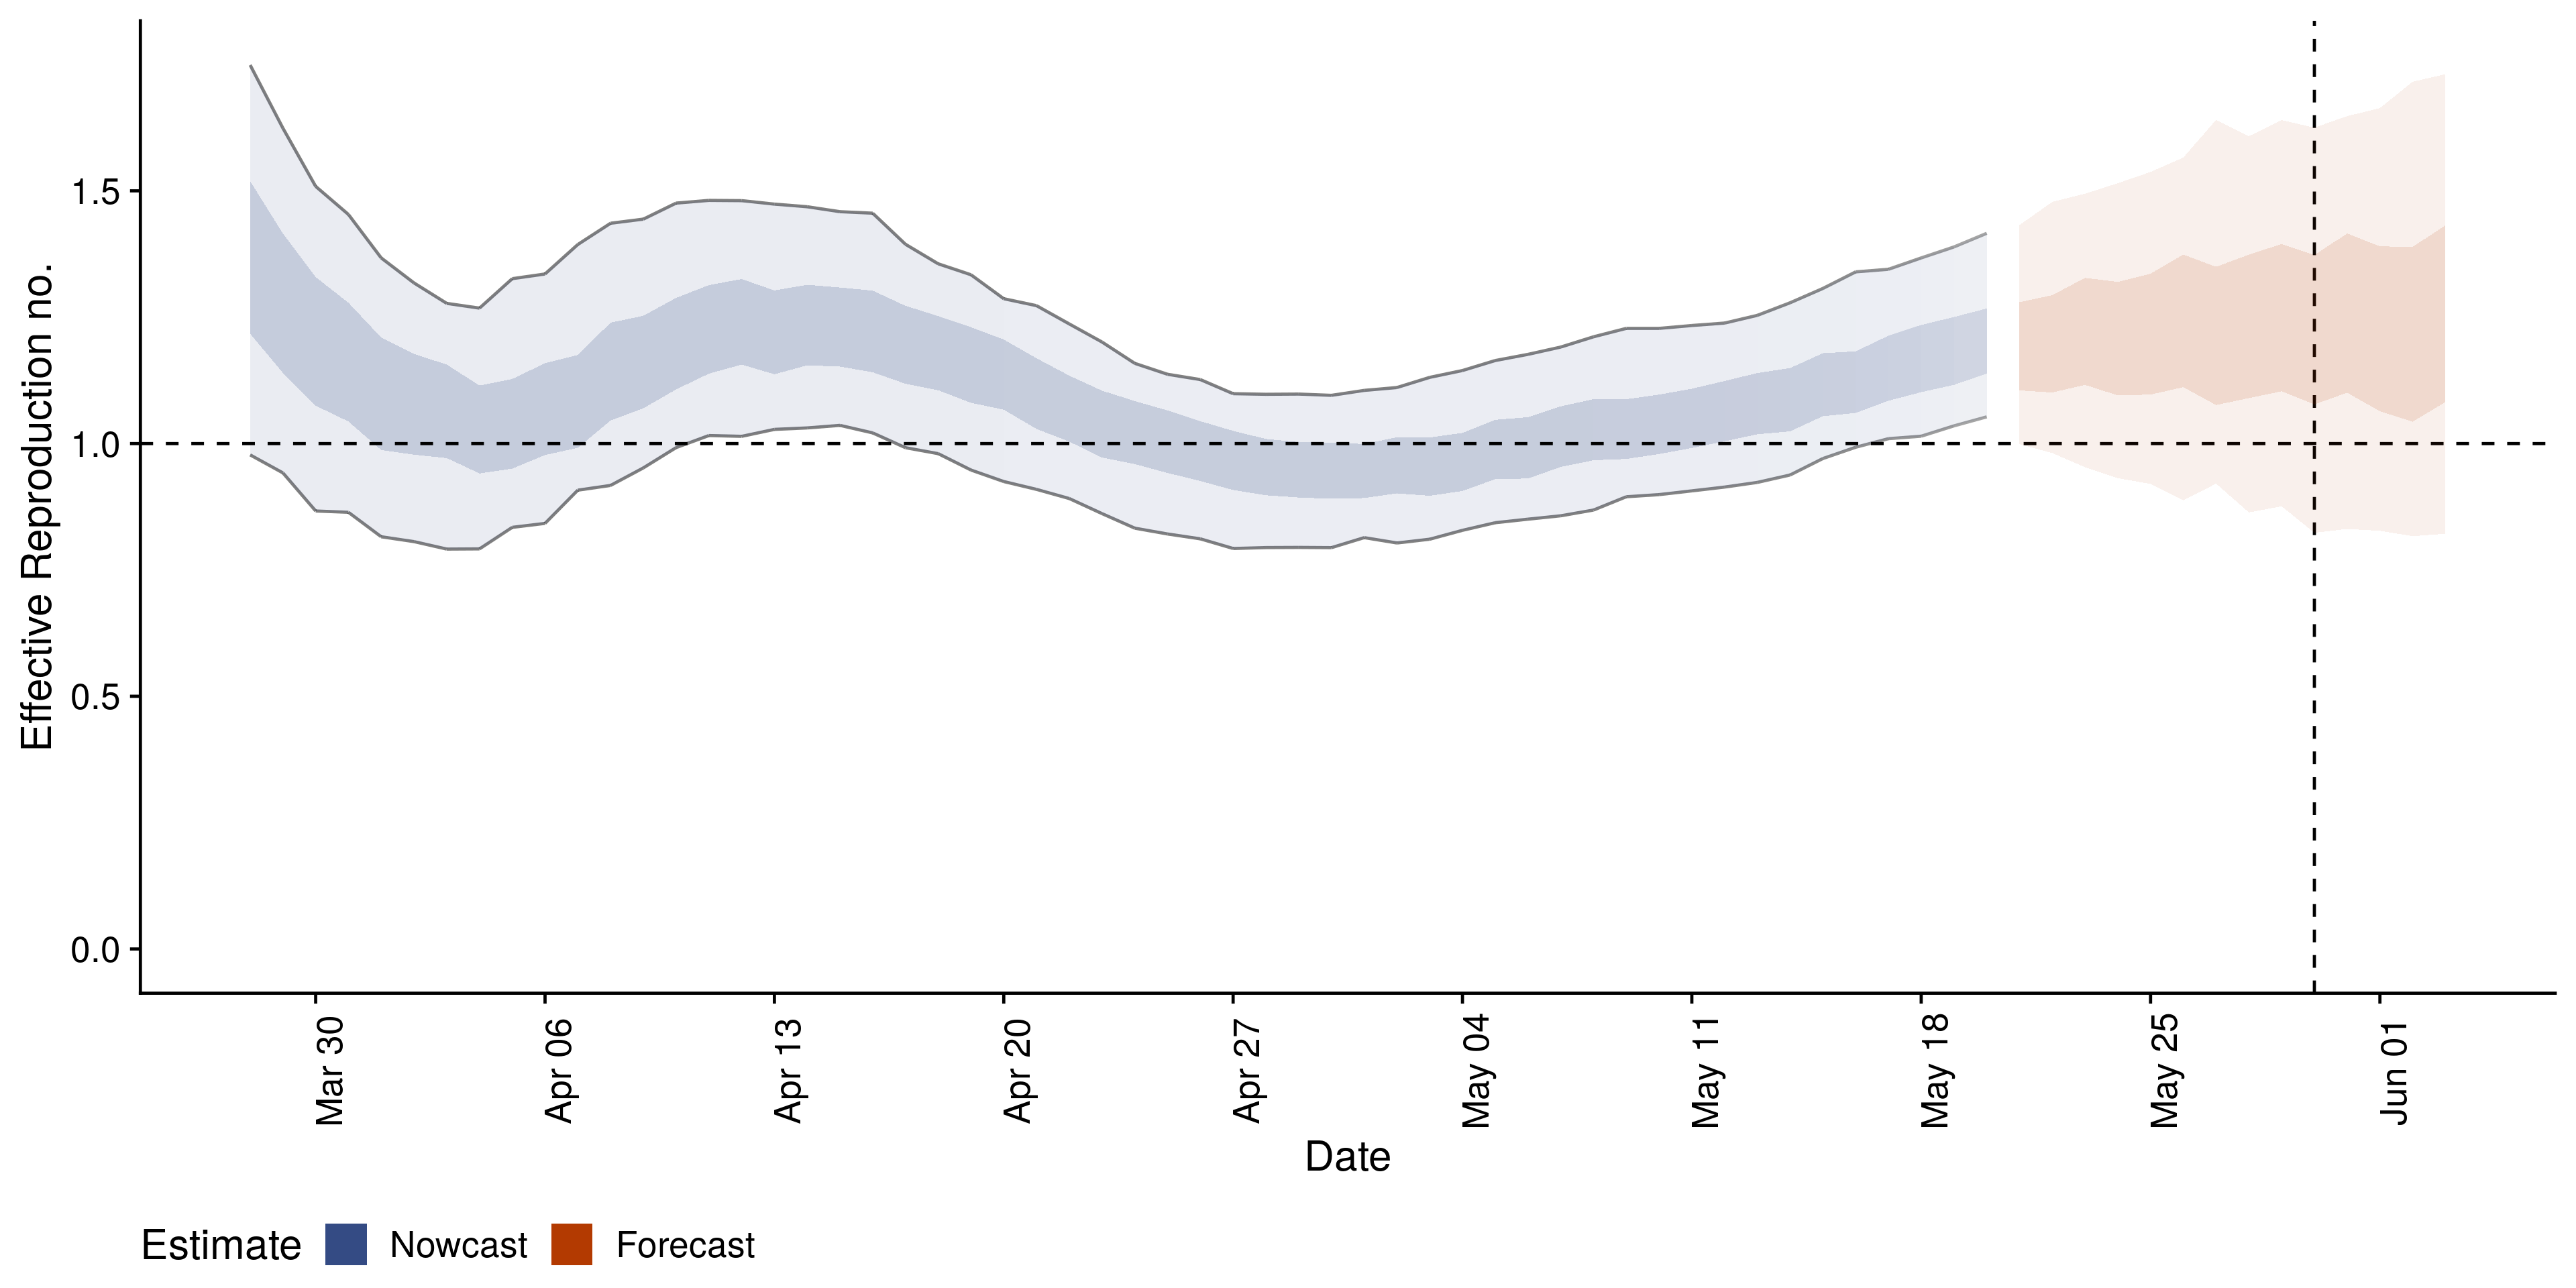 Effective Reproduction no.
1.5
1.0
0.5
0.0
Mar 30
Apr 06
Apr 13
Apr 20
Apr 27
May 04
May 11
May 18
May 25
Jun 01
Date
Estimate Nowcast Forecast